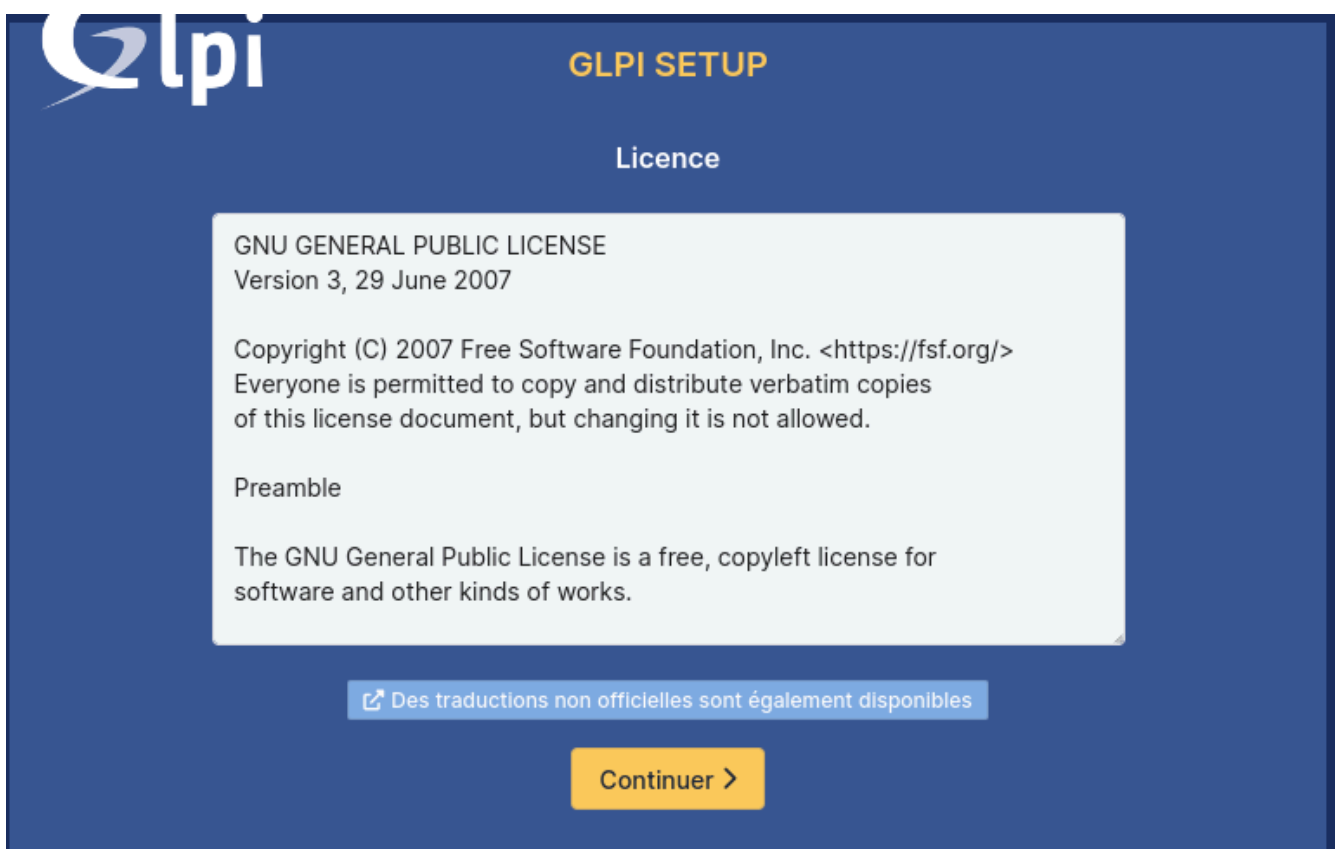 Glpi
GLPI SETUP
Licence
GNU GENERAL PUBLIC LICENSE
Version 3, 29 June 2007
Copyright (C) 2007 Free Software Foundation, Inc. <https://fsf.org/>
Everyone is permitted to copy and distribute verbatim copies
of this license document, but changing it is not allowed.
Preamble
The GNU General Public License is a free, copyleft license for
software and other kinds of works.
Des traductions non officielles sont également disponibles
Continuer